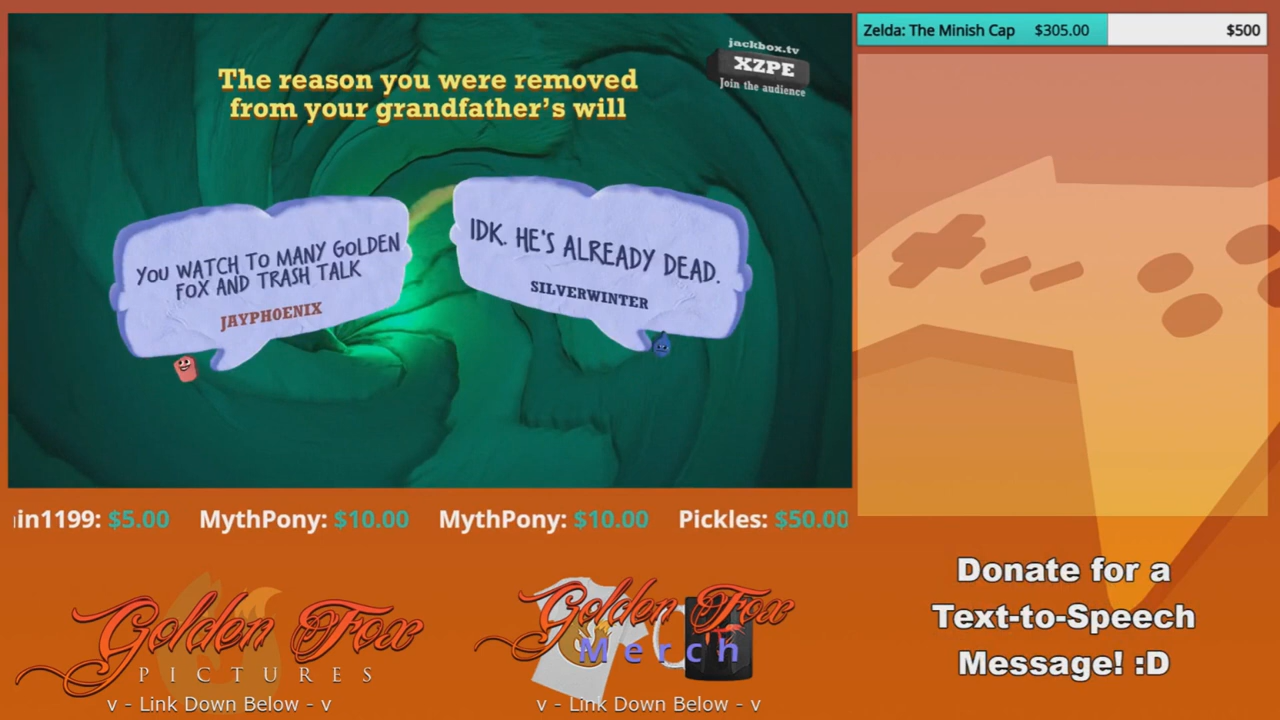 Zelda: The Minish Cap $305.00 $500
jackbox.tv
XZPE
Join the audience
The reason you were removed
from your grandfather's will
YOU WATCH TO MANY GOLDEN
FOX AND TRASH TALK
JAYPHOENIX
IDK. HE'S ALREADY DEAD.
SILVERWINTER
in1199: $5.00 MythPony: $10.00 MythPony: $10.00 Pickles: $50.00
Golden Fox
PICTURES
v - Link Down Below - v
Golden Fox
Merch
v - Link Down Below - v
Donate for a
Text-to-Speech
Message! :D